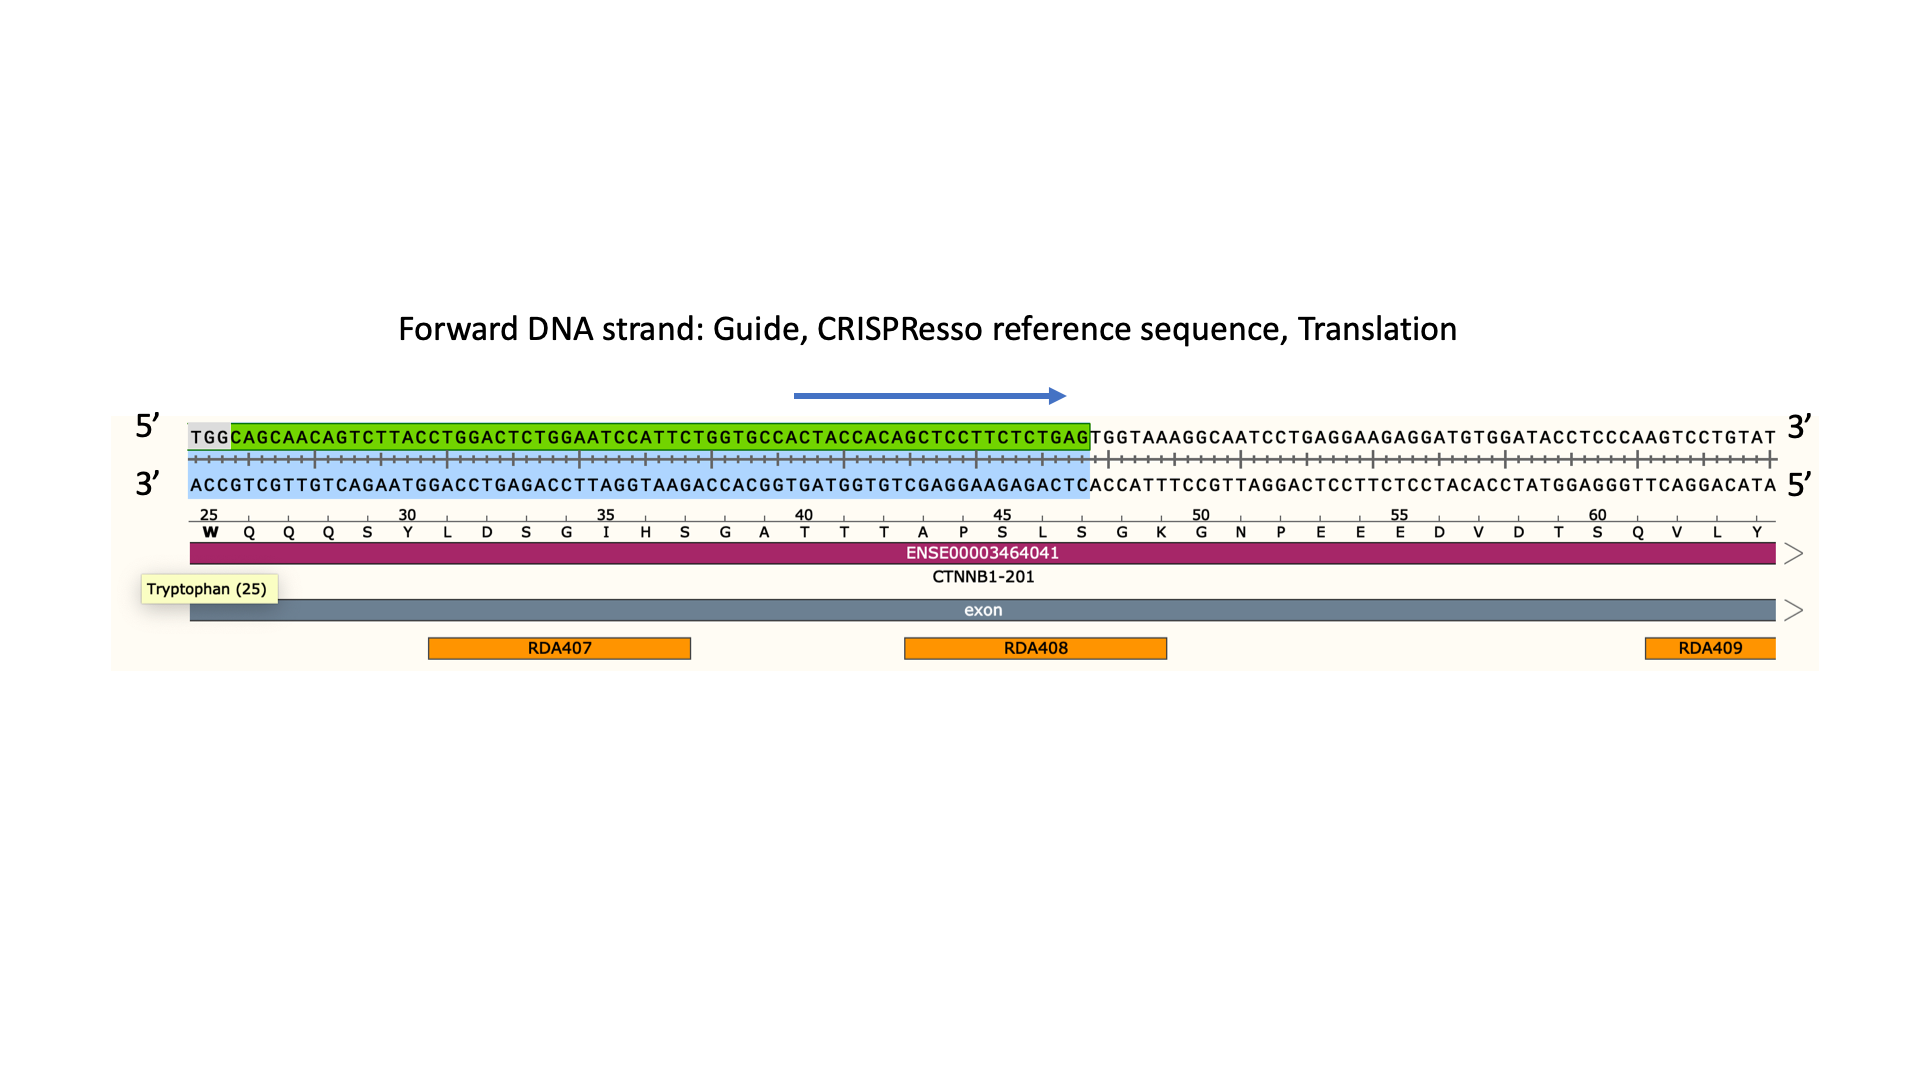 Forward DNA strand: Guide, CRISPResso reference sequence, Translation
5’ TGGCAGCAACAGTCTTACCTGGACTCTGGAATCCATTCTGGTGCCACTACCACAGCTCCTTCTCTGAGTGGTAAAGGCAATCCTGAGGAAGAGGATGTGGATACCTCCCAAGTCCTGTAT 3’
3’ ACCGTCGTTGTCAGAATGGACCTGAGACCTTAGGTAAGACCACGGTGATGGTGTCGAGGAAGAGACTCACCATTTCCGTTAGGACTCCTTCTCCTACACCTATGGAGGGTTCAGGACATA 5’
25 30 35 40 45 50 55 60
W Q Q Q S Y L D S G I H S G A T T T A P S L S G K G N P E E E D V D T S Q V L Y
ENSE00003464041
CTNNB1-201
Tryptophan (25)
exon
RDA407 RDA408 RDA409